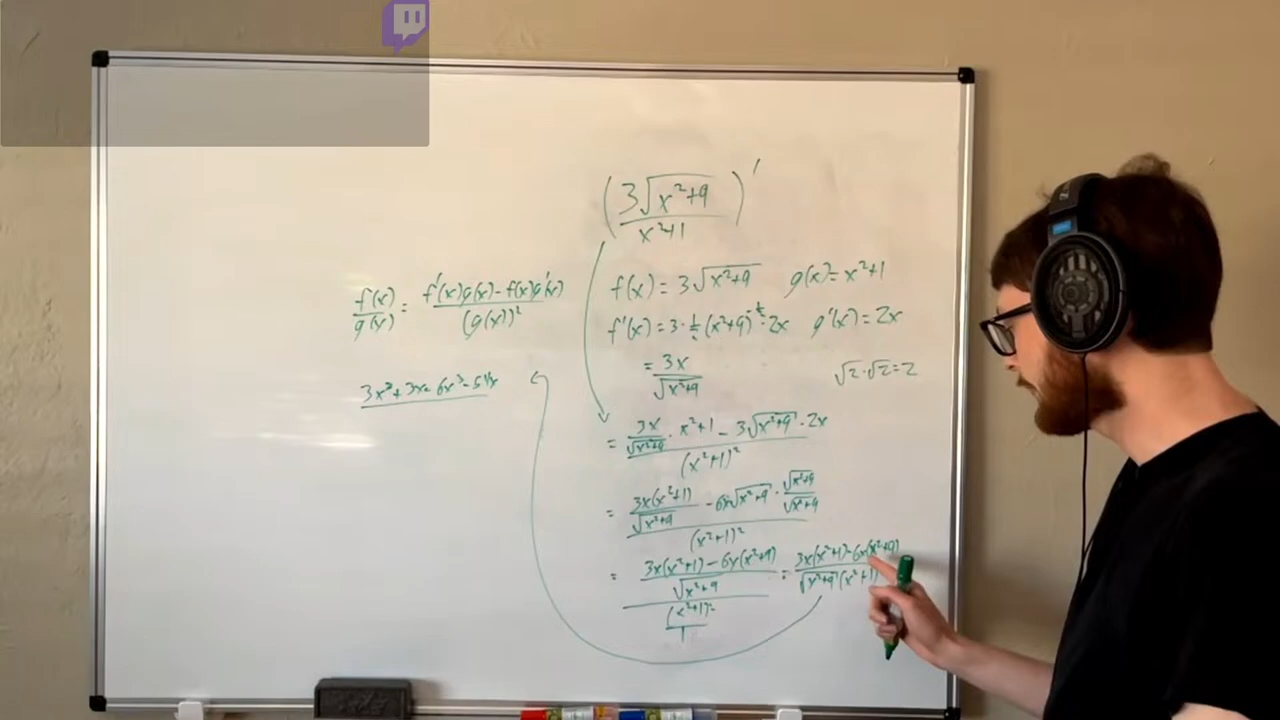 (3√(x²+9) / x²+1)'
f(x) = 3√(x²+9) g(x) = x²+1
f(x)/g(x) = f'(x)g(x) - f(x)g'(x) / (g(x))²
f'(x) = 3 · ½ (x²+9)^-½ · 2x g'(x) = 2x
= 3x / √(x²+9) √2 · √2 = 2
3x³ + 3x - 6x³ - 54x
= 3x/√(x²+9) · x²+1 - 3√(x²+9) · 2x / (x²+1)²
= 3x(x²+1)/√(x²+9) - 6x√(x²+9) · √(x²+9)/√(x²+9) / (x²+1)²
= 3x(x²+1) - 6x(x²+9) / √(x²+9) / (x²+1)² / 1 = 3x(x²+1) - 6x(x²+9) / √(x²+9) (x²+1)